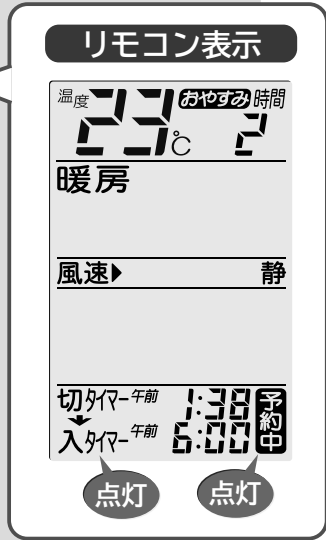 リモコン表示
温度 23℃ おやすみ 時間 2
暖房
風速▶ 静
切タイマー 午前 1:38 予約中
入タイマー 午前 6:00
点灯 点灯